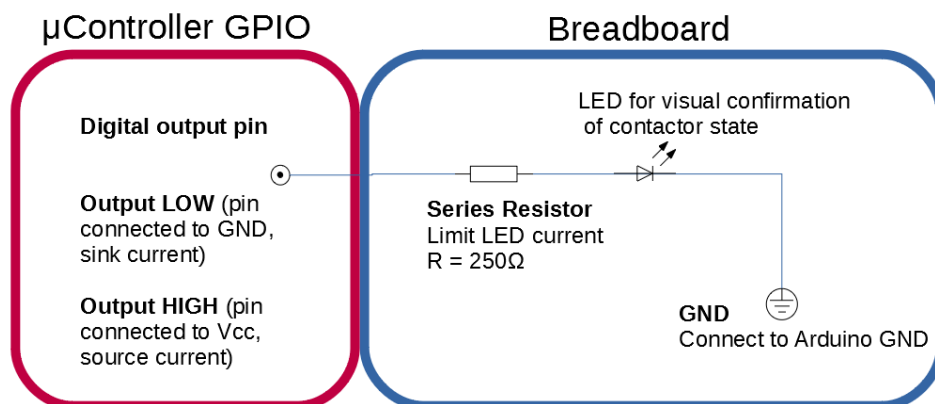 μController GPIO
Breadboard
Digital output pin
LED for visual confirmation
of contactor state
Output LOW (pin
connected to GND,
sink current)
Series Resistor
Limit LED current
R = 250Ω
Output HIGH (pin
connected to Vcc,
source current)
GND
Connect to Arduino GND